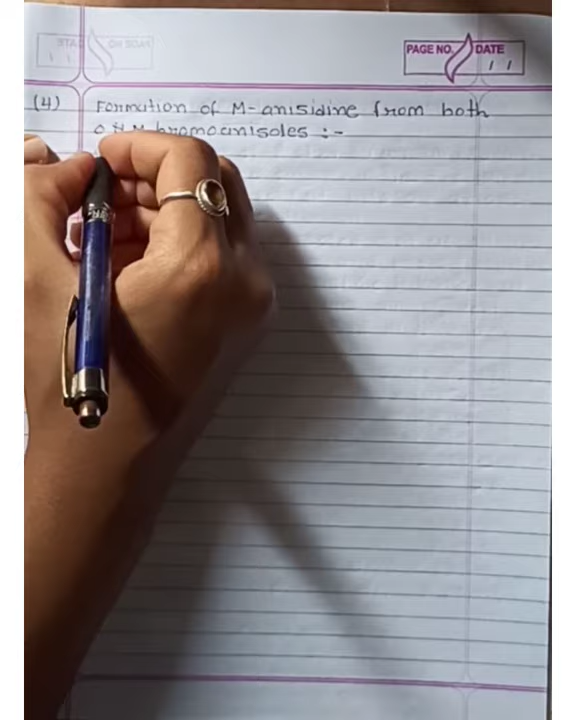 PAGE NO. DATE
/ /
(4) Formation of M-anisidine from both
O & M bromoanisoles :-